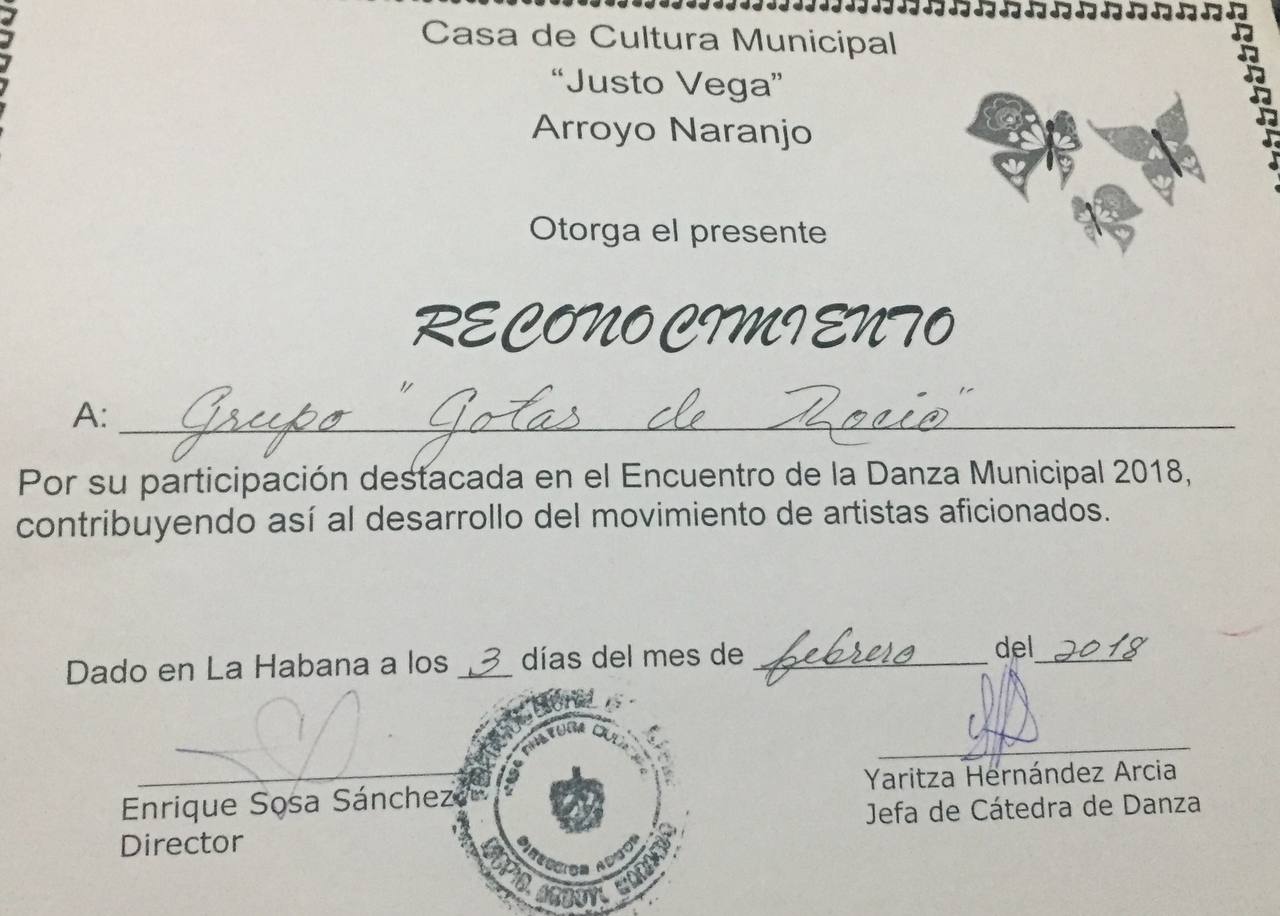 Casa de Cultura Municipal
“Justo Vega”
Arroyo Naranjo
Otorga el presente
RECONOCIMIENTO
A: Grupo "Gotas de Rocio"
Por su participación destacada en el Encuentro de la Danza Municipal 2018,
contribuyendo así al desarrollo del movimiento de artistas aficionados.
Dado en La Habana a los 3 días del mes de febrero del 2018
Enrique Sosa Sánchez
Director
Yaritza Hernández Arcia
Jefa de Cátedra de Danza